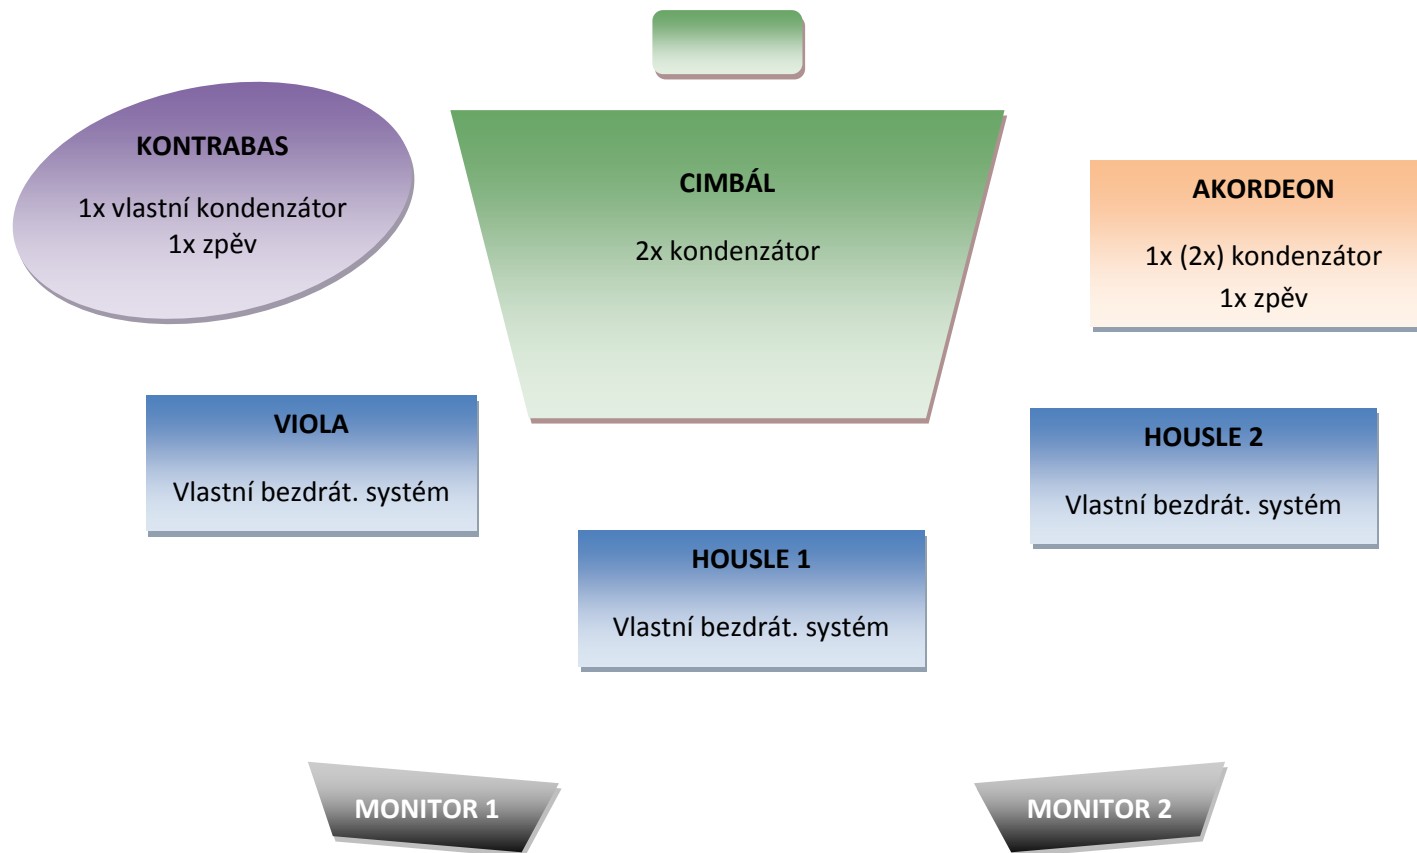 KONTRABAS
1x vlastní kondenzátor
1x zpěv
CIMBÁL
2x kondenzátor
AKORDEON
1x (2x) kondenzátor
1x zpěv
VIOLA
Vlastní bezdrát. systém
HOUSLE 1
Vlastní bezdrát. systém
HOUSLE 2
Vlastní bezdrát. systém
MONITOR 1
MONITOR 2